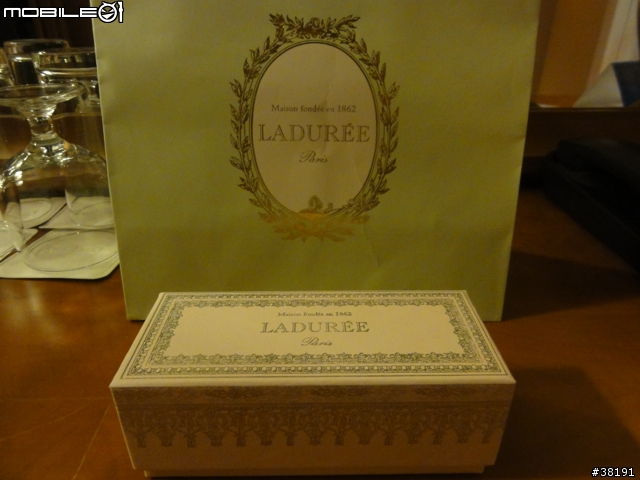 MOBILE01
Maison fondée en 1862
LADURÉE
Paris
Maison fondée en 1862
LADURÉE
Paris
#38191